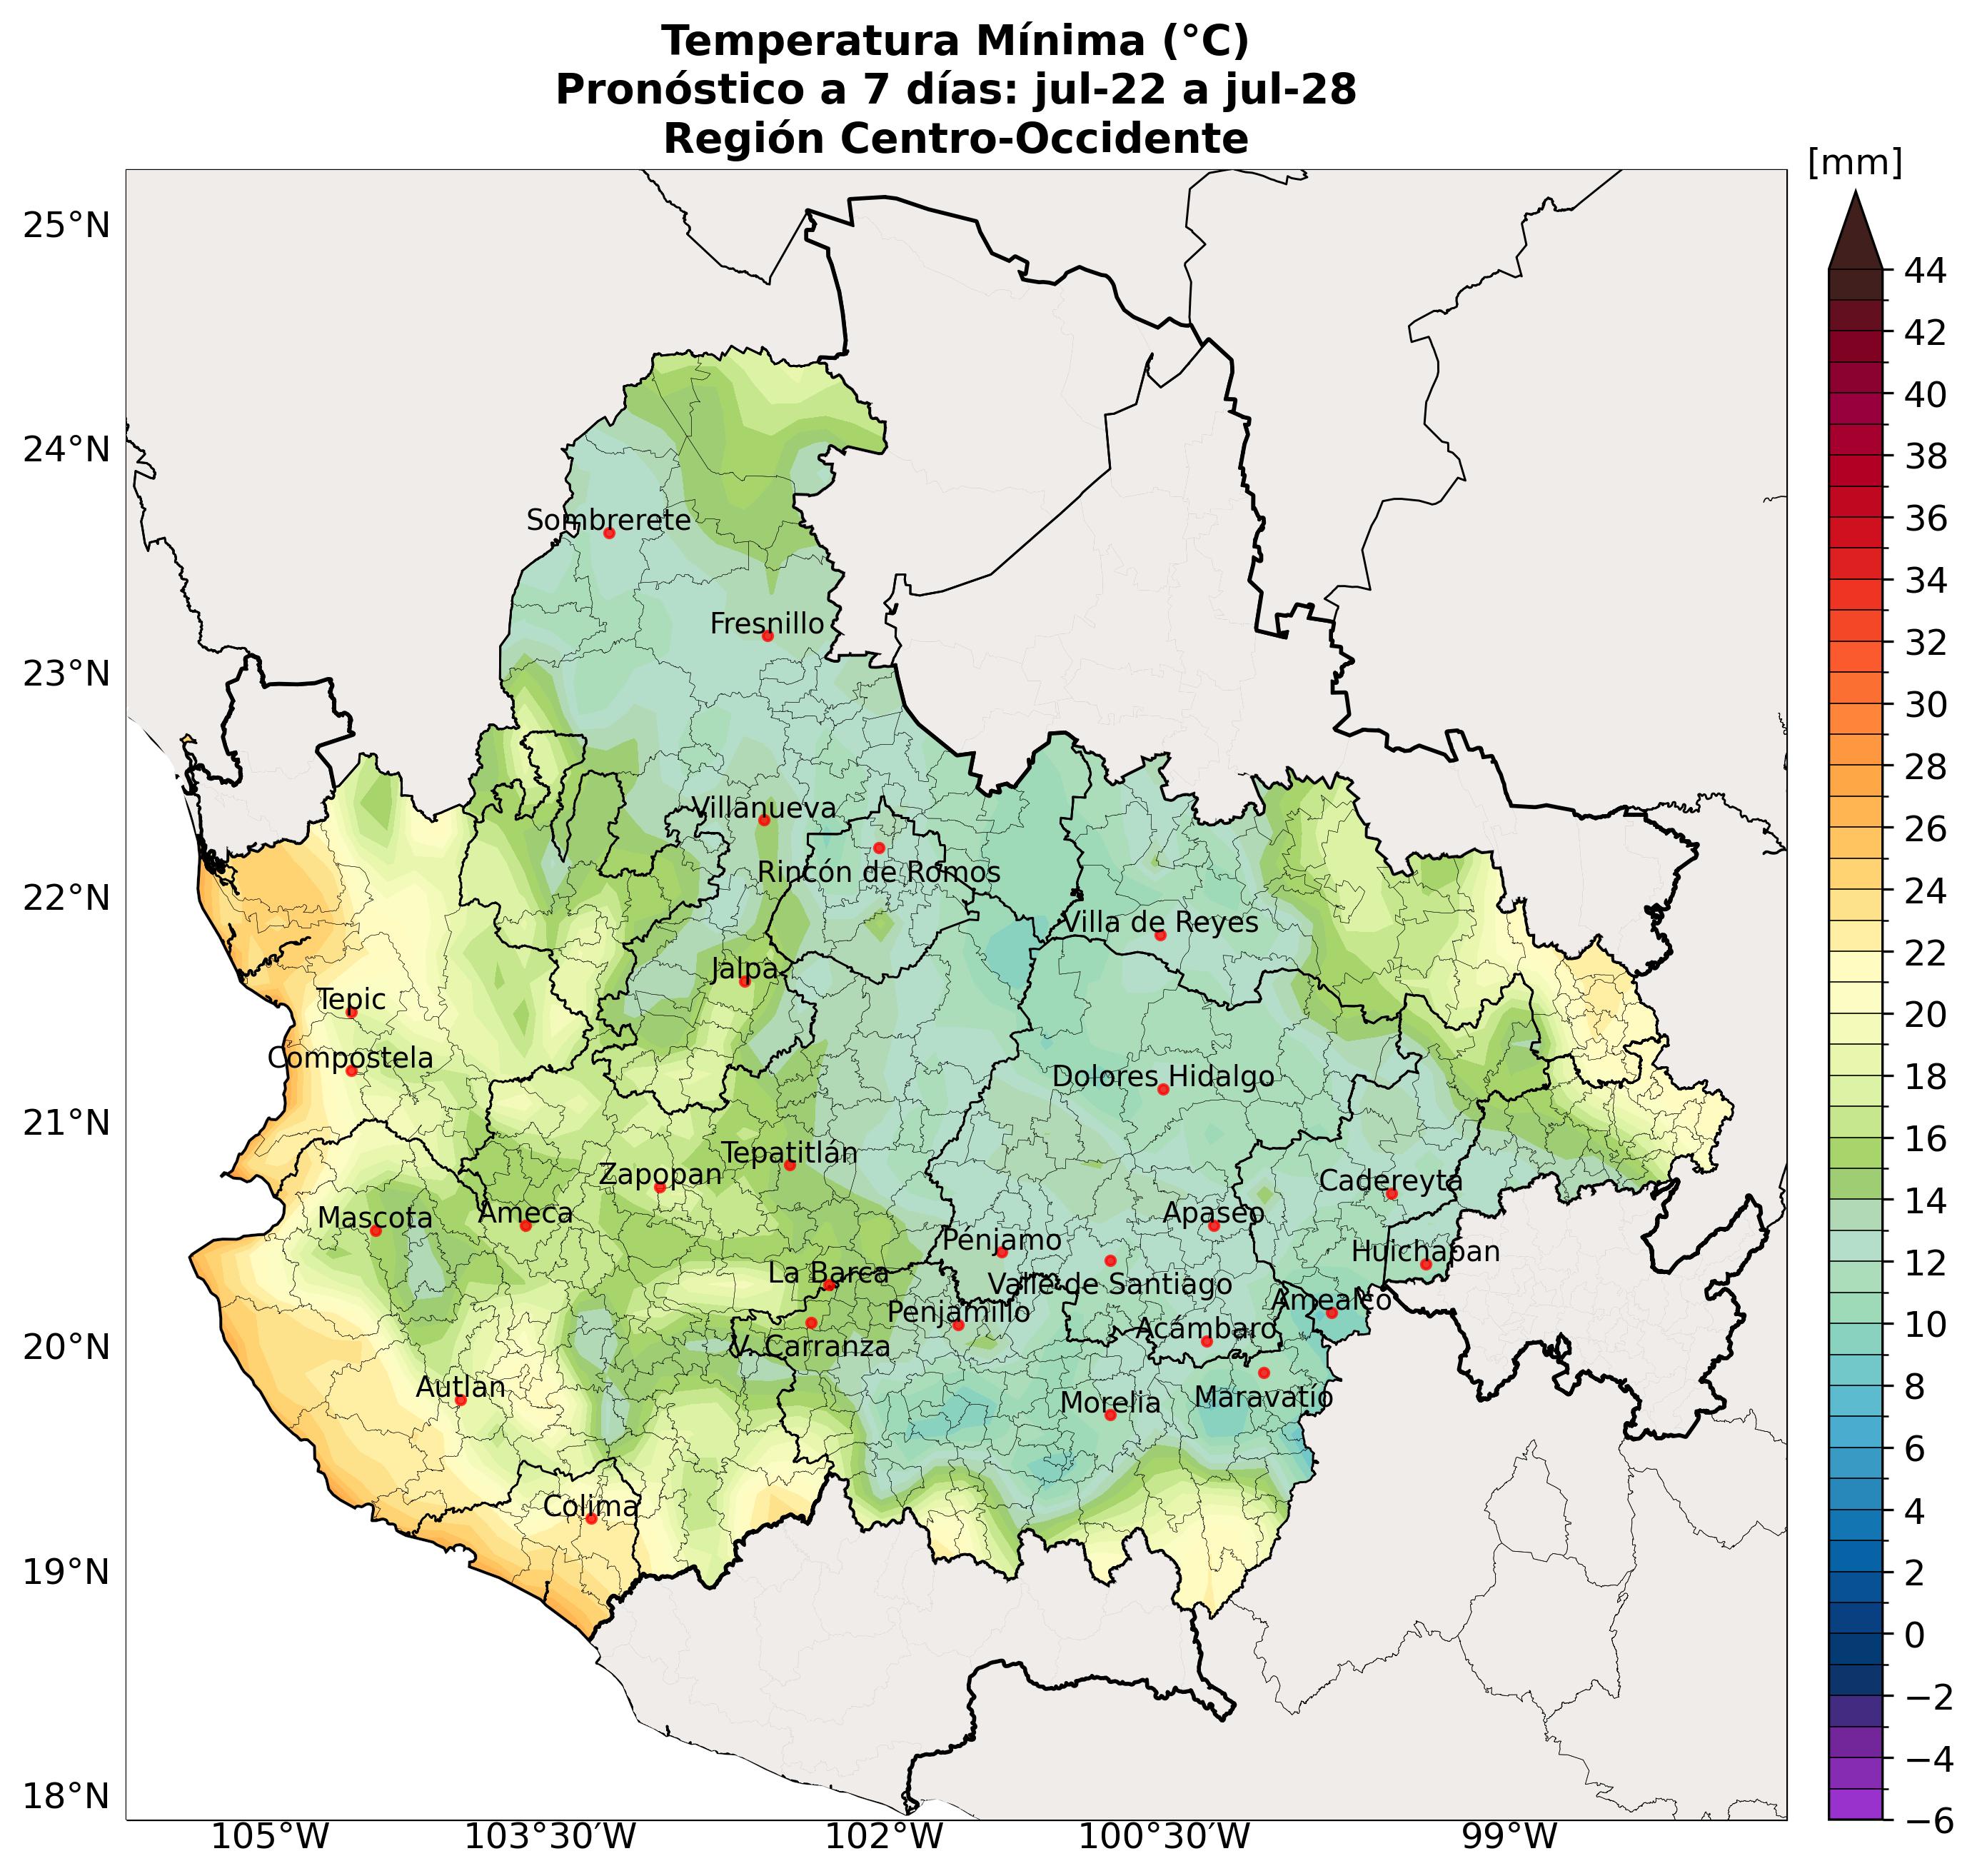 Temperatura Mínima (°C)
Pronóstico a 7 días: jul-22 a jul-28
Región Centro-Occidente
[mm]
25°N
24°N
23°N
22°N
21°N
20°N
19°N
18°N
Sombrerete
Fresnillo
Villanueva
Rincón de Romos
Villa de Reyes
Jalpa
Tepic
Compostela
Dolores Hidalgo
Tepatitlán
Zapopan
Cadereyta
Mascota
Ameca
Apaseo
Pénjamo
Huichapan
La Barca
Valle de Santiago
Amealco
Penjamillo
Acámbaro
V. Carranza
Autlan
Maravatío
Morelia
Colima
105°W
103°30′W
102°W
100°30′W
99°W
44
42
40
38
36
34
32
30
28
26
24
22
20
18
16
14
12
10
8
6
4
2
0
−2
−4
−6